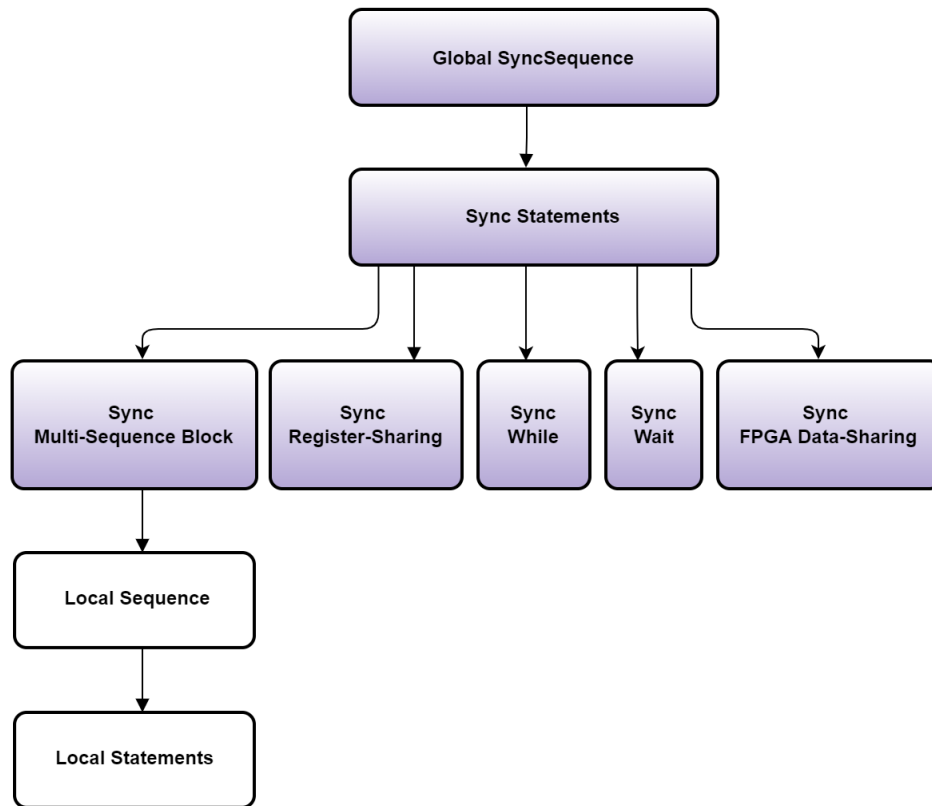 Global SyncSequence
Sync Statements
Sync
Multi-Sequence Block
Sync
Register-Sharing
Sync
While
Sync
Wait
Sync
FPGA Data-Sharing
Local Sequence
Local Statements